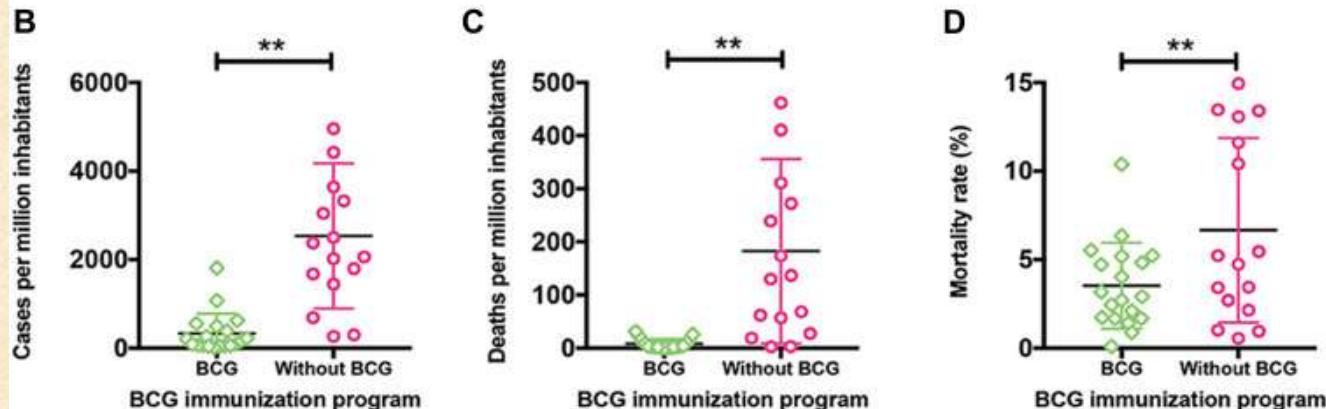 B
**
Cases per million inhabitants
6000
4000
2000
0
BCG
Without BCG
BCG immunization program
C
**
Deaths per million inhabitants
500
400
300
200
100
0
BCG
Without BCG
BCG immunization program
D
**
Mortality rate (%)
15
10
5
0
BCG
Without BCG
BCG immunization program